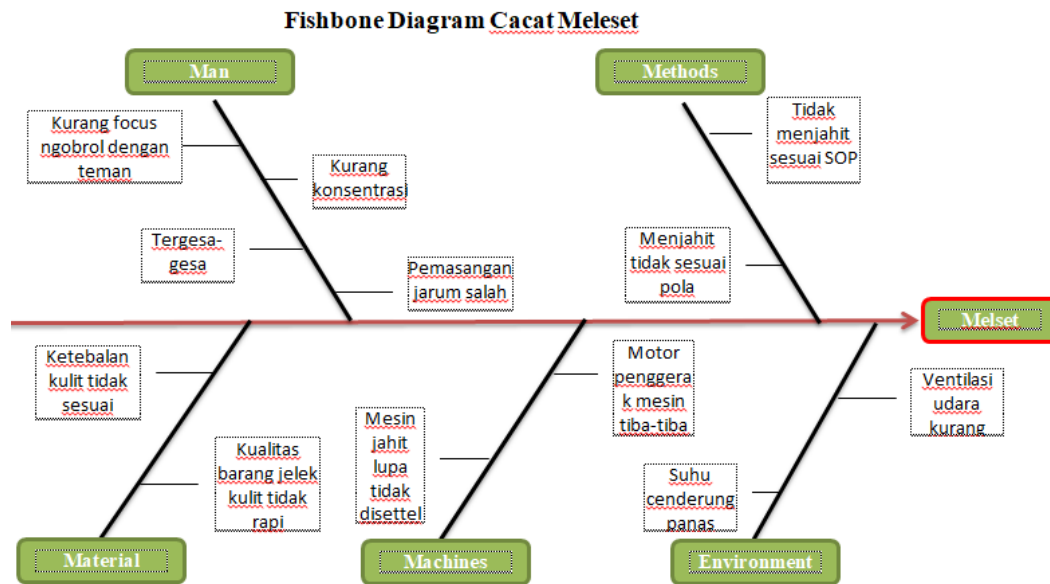 Fishbone Diagram Cacat Meleset
Man
Methods
Kurang focus
ngobrol dengan
teman
Kurang
konsentrasi
Tergesa-
gesa
Pemasangan
jarum salah
Tidak
menjahit
sesuai SOP
Menjahit
tidak sesuai
pola
Melset
Ketebalan
kulit tidak
sesuai
Kualitas
barang jelek
kulit tidak
rapi
Mesin
jahit
lupa
tidak
disettel
Motor
penggera
k mesin
tiba-tiba
Suhu
cenderung
panas
Ventilasi
udara
kurang
Material
Machines
Environment